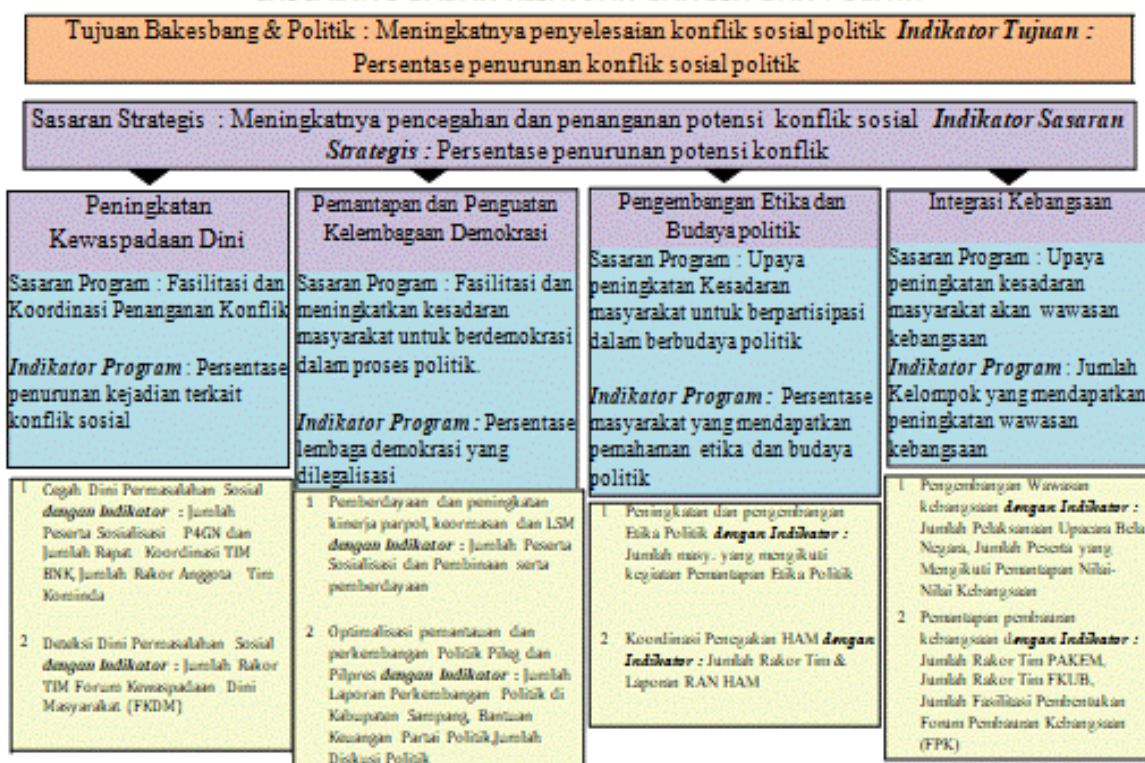 Tujuan Bakesbang & Politik : Meningkatnya penyelesaian konflik sosial politik Indikator Tujuan :
Persentase penurunan konflik sosial politik
Sasaran Strategis : Meningkatnya pencegahan dan penanganan potensi konflik sosial Indikator Sasaran
Strategis : Persentase penurunan potensi konflik
Peningkatan
Kewaspadaan Dini
Sasaran Program : Fasilitasi dan
Koordinasi Penanganan Konflik
Indikator Program : Persentase
penurunan kejadian terkait
konflik sosial
1 Cegah Dini Permasalahan Sosial
dengan Indikator : Jumlah
Peserta Sosialisasi P4GN dan
Jumlah Rapat Koordinasi TIM
BNK, Jumlah Rakor Anggota Tim
Kominda
2 Deteksi Dini Permasalahan Sosial
dengan Indikator : Jumlah Rakor
TIM Forum Kewaspadaan Dini
Masyarakat (FKDM)
Pemantapan dan Penguatan
Kelembagaan Demokrasi
Sasaran Program : Fasilitasi dan
meningkatkan kesadaran
masyarakat untuk berdemokrasi
dalam proses politik.
Indikator Program : Persentase
lembaga demokrasi yang
dilegalisasi
1 Pemberdayaan dan peningkatan
kinerja parpol, keormasan dan LSM
dengan Indikator : Jumlah Peserta
Sosialisasi dan Pembinaan serta
pemberdayaan
2 Optimalisasi pemantauan dan
perkembangan Politik Pileg dan
Pilpres dengan Indikator : Jumlah
Laporan Perkembangan Politik di
Kabupaten Sampang, Bantuan
Keuangan Partai Politik,Jumlah
Diskusi Politik
Pengembangan Etika dan
Budaya politik
Sasaran Program : Upaya
peningkatan Kesadaran
masyarakat untuk berpartisipasi
dalam berbudaya politik
Indikator Program : Persentase
masyarakat yang mendapatkan
pemahaman etika dan budaya
politik
1 Peningkatan dan pengembangan
Etika Politik dengan Indikator :
Jumlah masy. yang mengikuti
kegiatan Pemantapan Etika Politik
2 Koordinasi Penegakan HAM dengan
Indikator : Jumlah Rakor Tim &
Laporan RAN HAM
Integrasi Kebangsaan
Sasaran Program : Upaya
peningkatan kesadaran
masyarakat akan wawasan
kebangsaan
Indikator Program : Jumlah
Kelompok yang mendapatkan
peningkatan wawasan
kebangsaan
1 Pengembangan Wawasan
kebangsaan dengan Indikator :
Jumlah Pelaksanaan Upacara Bela
Negara, Jumlah Peserta yang
Mengikuti Pemantapan Nilai-
Nilai Kebangsaan
2 Pemantapan pembauran
kebangsaan dengan Indikator :
Jumlah Rakor Tim PAKEM,
Jumlah Rakor Tim FKUB,
Jumlah Fasilitasi Pembentukan
Forum Pembauran Kebangsaan
(FPK)